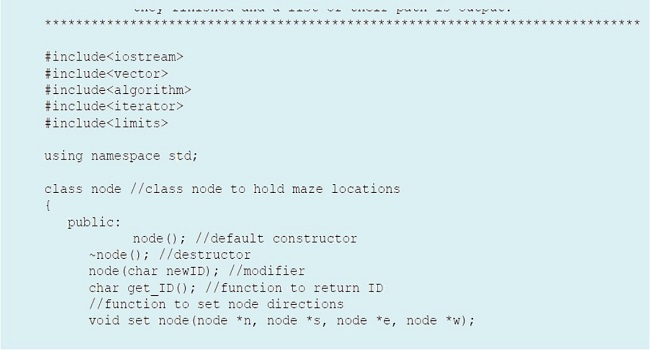 they finished and a list of their path is output.
****************************************************************************
#include<iostream>
#include<vector>
#include<algorithm>
#include<iterator>
#include<limits>
using namespace std;
class node //class node to hold maze locations
{
public:
node(); //default constructor
~node(); //destructor
node(char newID); //modifier
char get_ID(); //function to return ID
//function to set node directions
void set node(node *n, node *s, node *e, node *w);